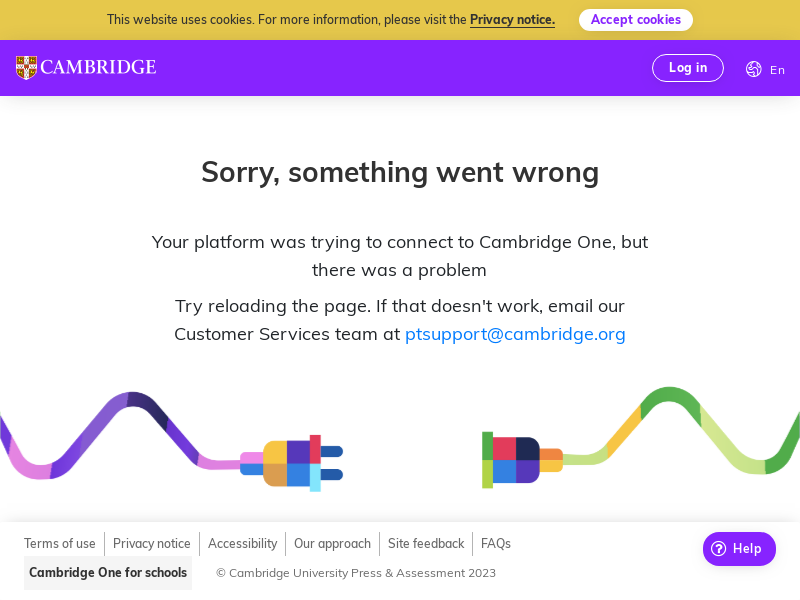 This website uses cookies. For more information, please visit the Privacy notice. Accept cookies
CAMBRIDGE Log in En
Sorry, something went wrong
Your platform was trying to connect to Cambridge One, but
there was a problem
Try reloading the page. If that doesn't work, email our
Customer Services team at ptsupport@cambridge.org
Terms of use Privacy notice Accessibility Our approach Site feedback FAQs
Help
Cambridge One for schools © Cambridge University Press & Assessment 2023